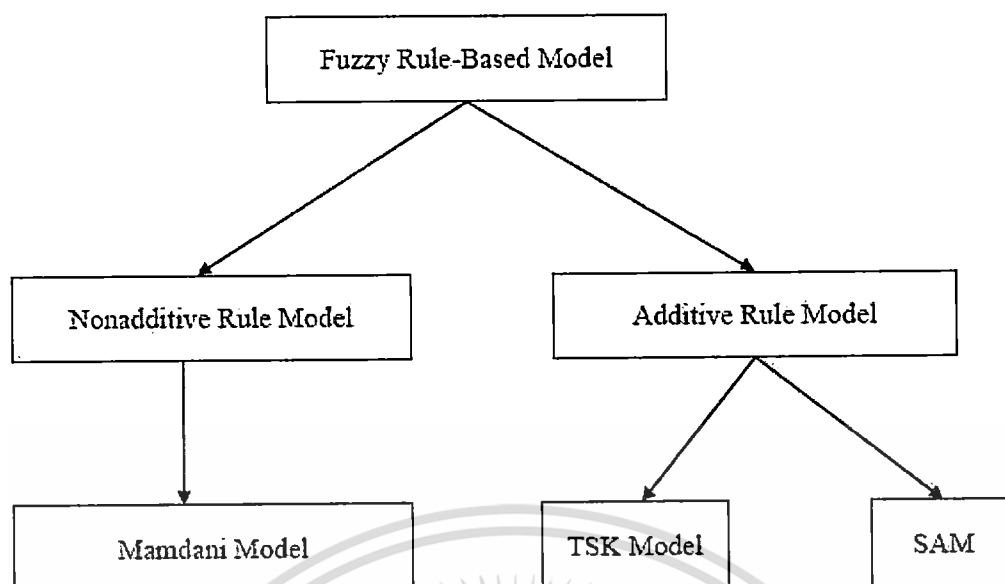 Fuzzy Rule-Based Model
Nonadditive Rule Model
Additive Rule Model
Mamdani Model
TSK Model
SAM